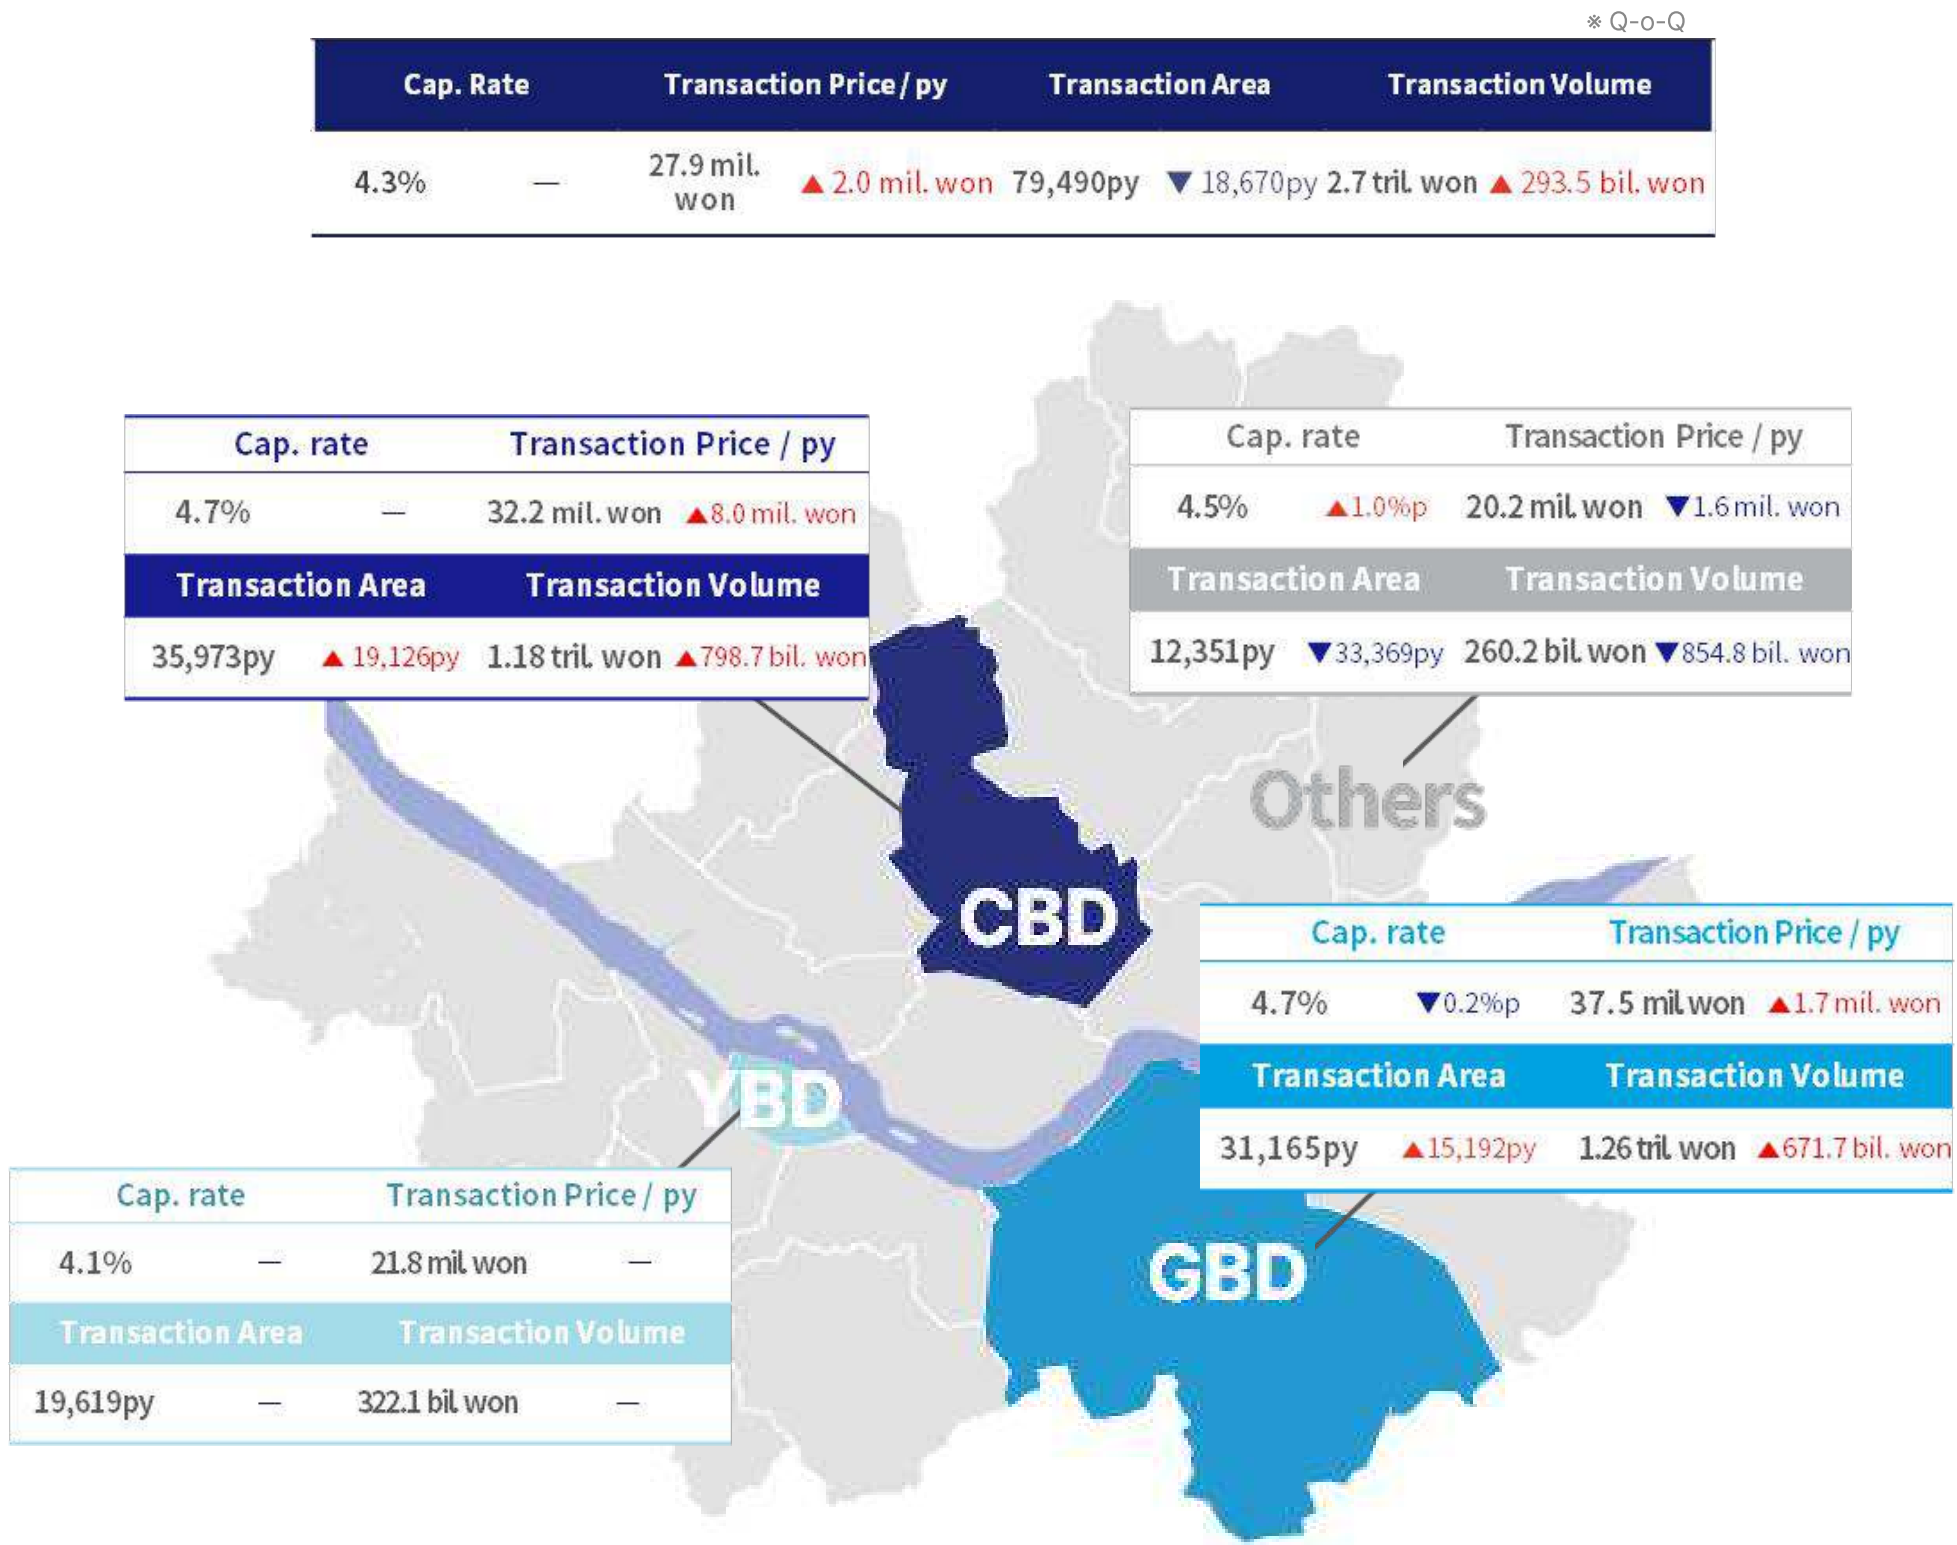 ※ Q-o-Q
Cap. Rate Transaction Price / py Transaction Area Transaction Volume
4.3% — 27.9 mil. won ▲ 2.0 mil. won 79,490py ▼ 18,670py 2.7 tril. won ▲ 293.5 bil. won
Cap. rate Transaction Price / py
4.7% — 32.2 mil. won ▲8.0 mil. won
Transaction Area Transaction Volume
35,973py ▲ 19,126py 1.18 tril. won ▲798.7 bil. won
Cap. rate Transaction Price / py
4.5% ▲1.0%p 20.2 mil. won ▼1.6 mil. won
Transaction Area Transaction Volume
12,351py ▼33,369py 260.2 bil. won ▼854.8 bil. won
Others
CBD
Cap. rate Transaction Price / py
4.7% ▼0.2%p 37.5 mil. won ▲1.7 mil. won
Transaction Area Transaction Volume
31,165py ▲15,192py 1.26 tril. won ▲671.7 bil. won
YBD
Cap. rate Transaction Price / py
4.1% — 21.8 mil. won —
Transaction Area Transaction Volume
19,619py — 322.1 bil. won —
GBD